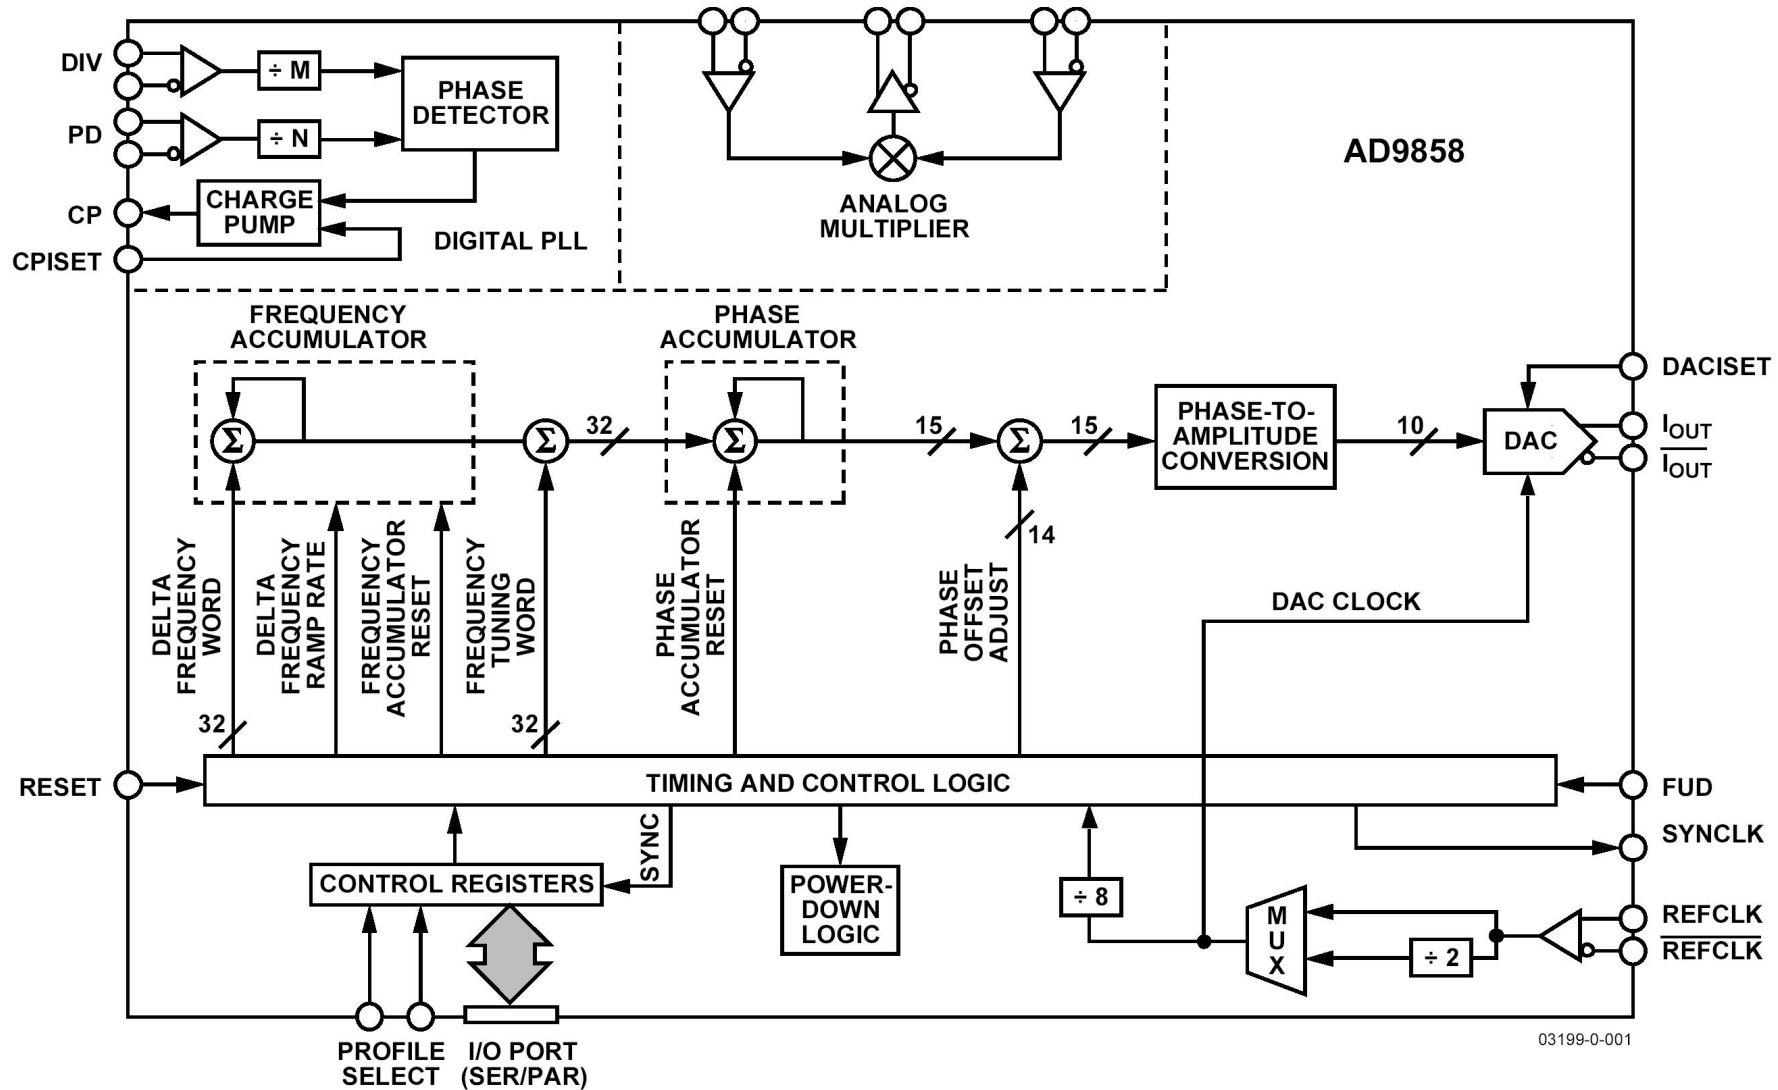 DIV
÷ M
PHASE
DETECTOR
PD
÷ N
CP
CHARGE
PUMP
CPISET
DIGITAL PLL
ANALOG
MULTIPLIER
AD9858
FREQUENCY
ACCUMULATOR
PHASE
ACCUMULATOR
Σ
Σ
32
Σ
15
Σ
15
PHASE-TO-
AMPLITUDE
CONVERSION
10
DAC
DACISET
IOUT
IOUT
DELTA
FREQUENCY
WORD
32
DELTA
FREQUENCY
RAMP RATE
FREQUENCY
ACCUMULATOR
RESET
FREQUENCY
TUNING
WORD
32
PHASE
ACCUMULATOR
RESET
PHASE
OFFSET
ADJUST
14
DAC CLOCK
RESET
TIMING AND CONTROL LOGIC
FUD
SYNCLK
SYNC
CONTROL REGISTERS
POWER-
DOWN
LOGIC
÷ 8
MUX
÷ 2
REFCLK
REFCLK
PROFILE
SELECT
I/O PORT
(SER/PAR)
03199-0-001